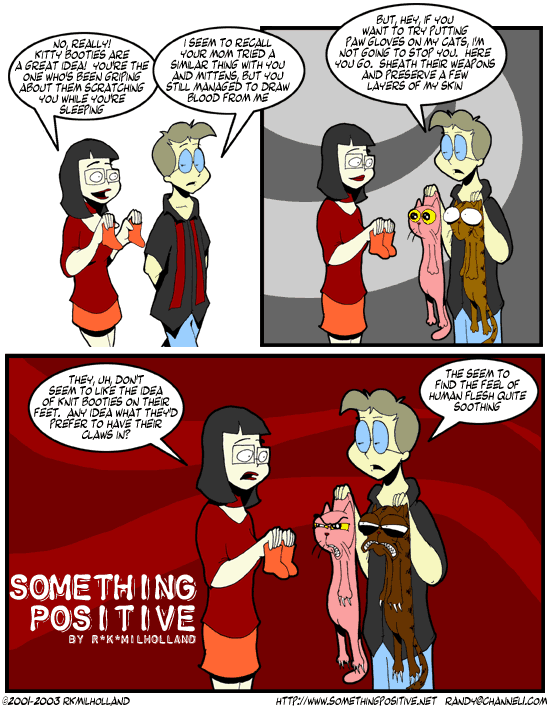 NO, REALLY!
KITTY BOOTIES ARE
A GREAT IDEA! YOU'RE THE
ONE WHO'S BEEN GRIPING
ABOUT THEM SCRATCHING
YOU WHILE YOU'RE
SLEEPING
I SEEM TO RECALL
YOUR MOM TRIED A
SIMILAR THING WITH YOU
AND MITTENS, BUT YOU
STILL MANAGED TO DRAW
BLOOD FROM ME
BUT, HEY, IF YOU
WANT TO TRY PUTTING
PAW GLOVES ON MY CATS, I'M
NOT GOING TO STOP YOU. HERE
YOU GO. SHEATH THEIR WEAPONS
AND PRESERVE A FEW
LAYERS OF MY SKIN
THEY, UH, DON'T
SEEM TO LIKE THE IDEA
OF KNIT BOOTIES ON THEIR
FEET. ANY IDEA WHAT THEY'D
PREFER TO HAVE THEIR
CLAWS IN?
THE SEEM TO
FIND THE FEEL OF
HUMAN FLESH QUITE
SOOTHING
SOMETHING
POSITIVE
BY R*K*MILHOLLAND
©2001-2003 RKMILHOLLAND HTTP://WWW.SOMETHINGPOSITIVE.NET RANDY@CHANNEL1.COM